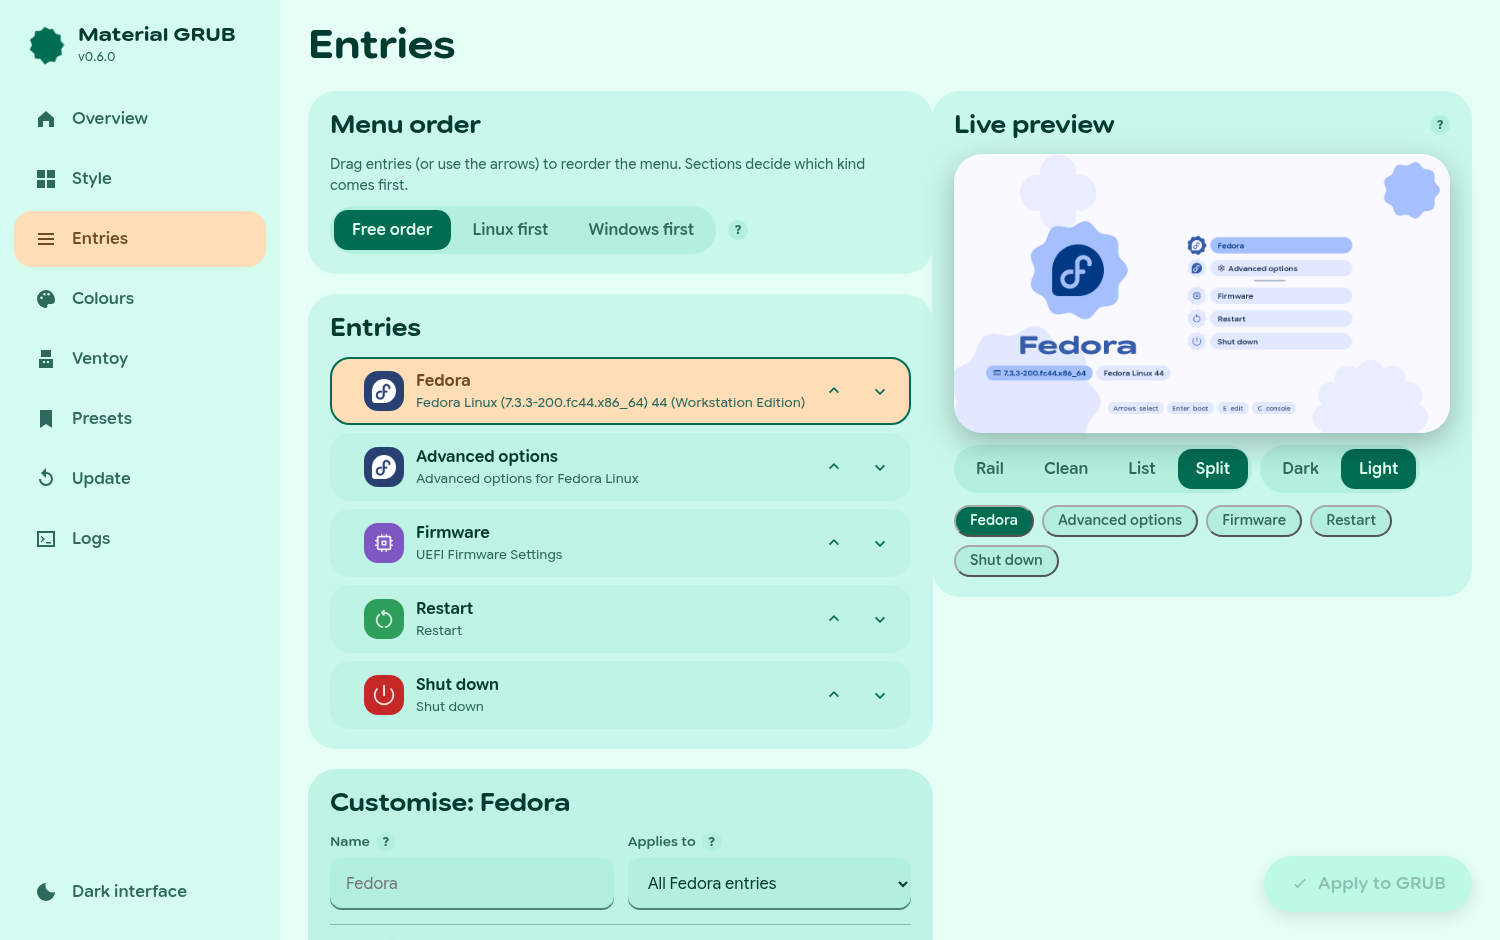 Material GRUB
v0.6.0
Overview
Style
Entries
Colours
Ventoy
Presets
Update
Logs
Dark interface
Entries
Menu order
Drag entries (or use the arrows) to reorder the menu. Sections decide which kind
comes first.
Free order
Linux first
Windows first
?
Entries
Fedora
Fedora Linux (7.3.3-200.fc44.x86_64) 44 (Workstation Edition)
Advanced options
Advanced options for Fedora Linux
Firmware
UEFI Firmware Settings
Restart
Restart
Shut down
Shut down
Customise: Fedora
Name ?
Applies to ?
Fedora
All Fedora entries
Live preview
?
Fedora
7.3.3-200.fc44.x86_64
Fedora Linux 44
Fedora
Advanced options
Firmware
Restart
Shut down
Arrows select
Enter boot
E edit
C console
Rail
Clean
List
Split
Dark
Light
Fedora
Advanced options
Firmware
Restart
Shut down
Apply to GRUB